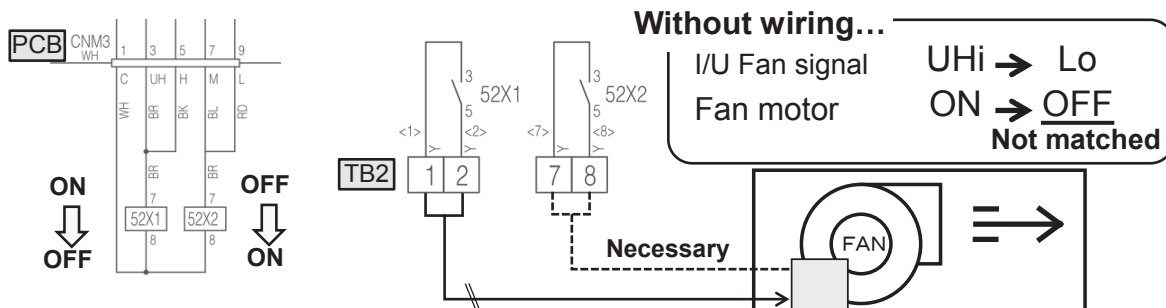 PCB CNM3 WH
1 3 5 7 9
C UH H M L
WH BR BK BL RD
BR BR
7 7
52X1 52X2
8 8
ON
OFF
OFF
ON
3 3
52X1 52X2
5 5
<1> <2> <7> <8>
Y Y Y Y
TB2 1 2 7 8
Necessary
Without wiring...
I/U Fan signal UHi → Lo
Fan motor ON → OFF
Not matched
FAN